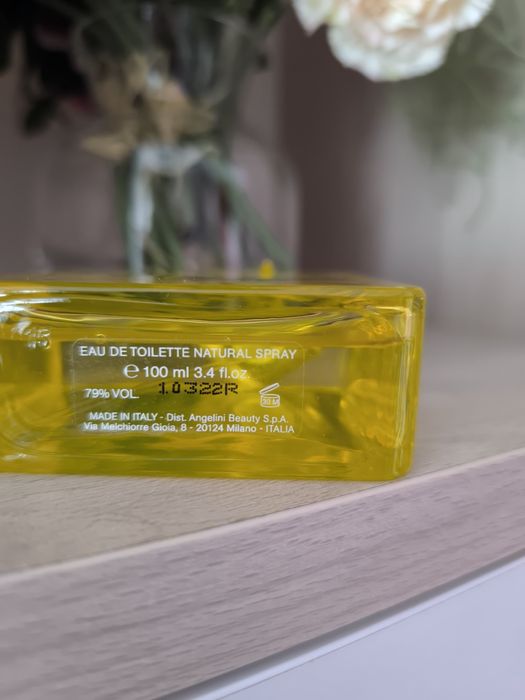 EAU DE TOILETTE NATURAL SPRAY
℮ 100 ml 3.4 fl.oz.
79% VOL. 10322R
30 M
MADE IN ITALY - Dist. Angelini Beauty S.p.A.
Via Melchiorre Gioia, 8 - 20124 Milano - ITALIA